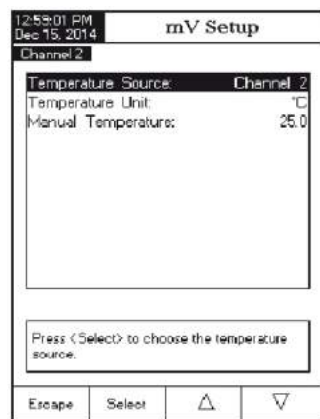 12:59:01 PM
Dec 15, 2014
mV Setup
Channel 2
Temperature Source: Channel 2
Temperature Unit: °C
Manual Temperature: 25.0
Press <Select> to choose the temperature
source.
Escape Select △ ▽